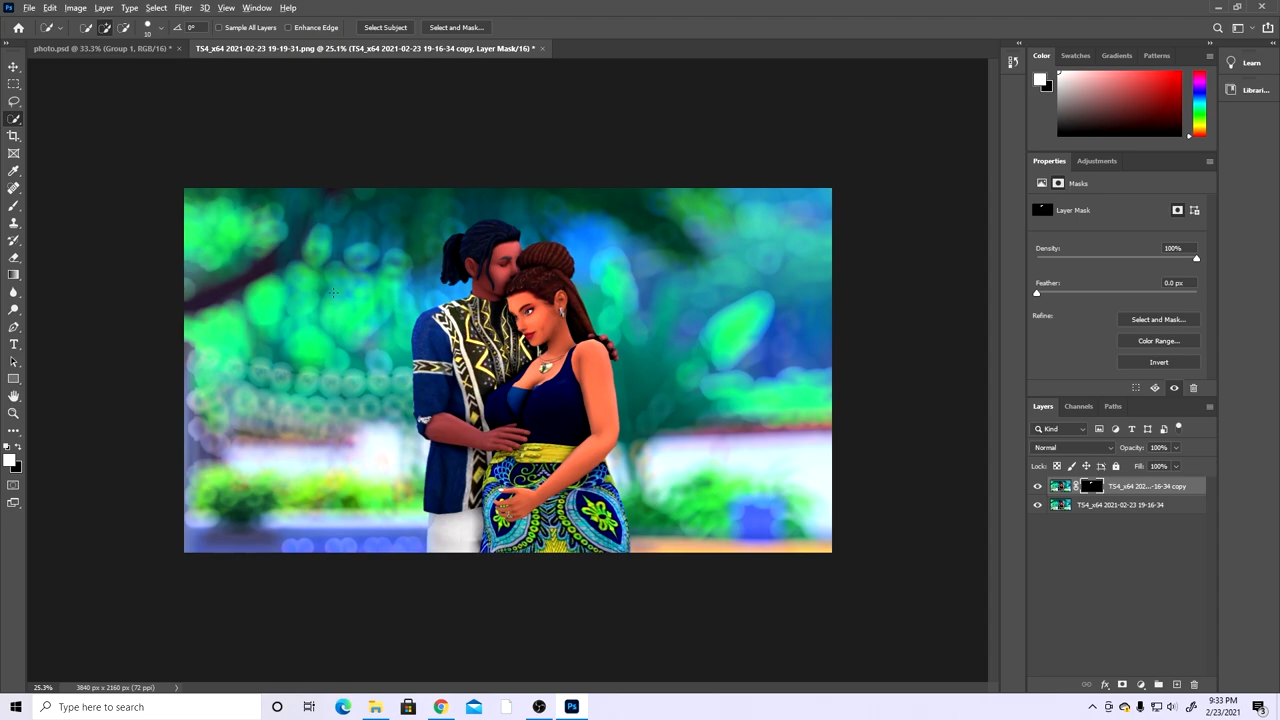 Ps File Edit Image Layer Type Select Filter 3D View Window Help
10 0° Sample All Layers Enhance Edge Select Subject Select and Mask...
photo.psd @ 33.3% (Group 1, RGB/16) * × TS4_x64 2021-02-23 19-19-31.png @ 25.1% (TS4_x64 2021-02-23 19-16-34 copy, Layer Mask/16) * ×
Color Swatches Gradients Patterns
Learn
Librari...
Properties Adjustments
Masks
Layer Mask
Density: 100%
Feather: 0.0 px
Refine: Select and Mask...
Color Range...
Invert
Layers Channels Paths
Kind
Normal Opacity: 100%
Lock: Fill: 100%
TS4_x64 202...-16-34 copy
TS4_x64 2021-02-23 19-16-34
25.3% 3840 px x 2160 px (72 ppi)
Type here to search
Ps
9:33 PM
2/23/2021
3